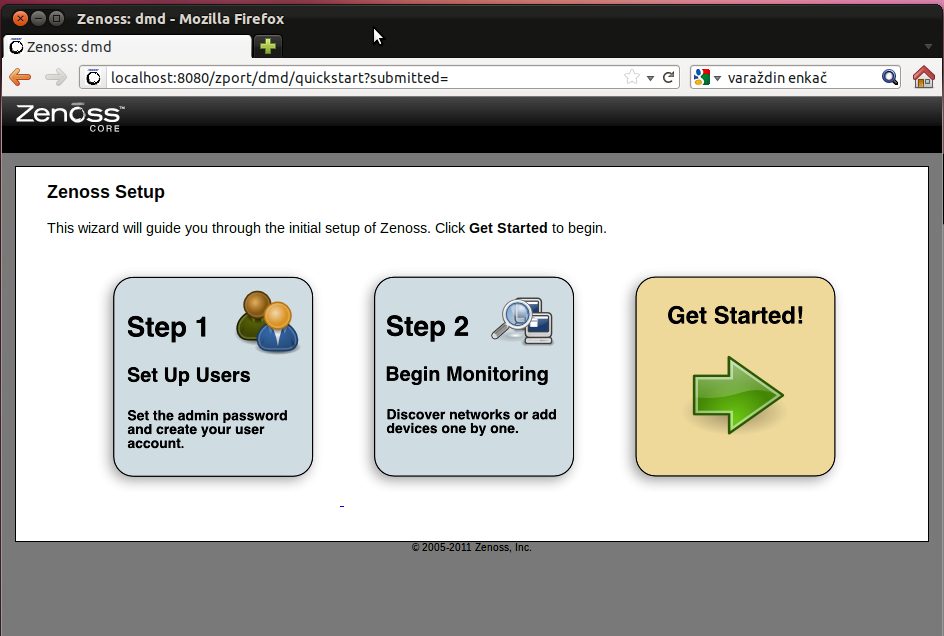 Zenoss: dmd - Mozilla Firefox
Zenoss: dmd
localhost:8080/zport/dmd/quickstart?submitted=
varaždin enkač
Zenoss™
CORE
Zenoss Setup
This wizard will guide you through the initial setup of Zenoss. Click Get Started to begin.
Step 1
Set Up Users
Set the admin password
and create your user
account.
Step 2
Begin Monitoring
Discover networks or add
devices one by one.
Get Started!
© 2005-2011 Zenoss, Inc.